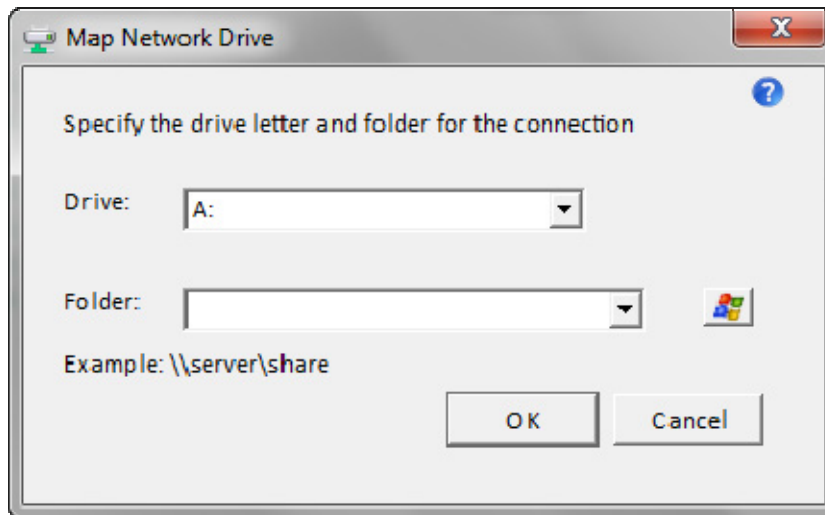 Map Network Drive
Specify the drive letter and folder for the connection
Drive: A:
Folder:
Example: \\server\share
OK Cancel